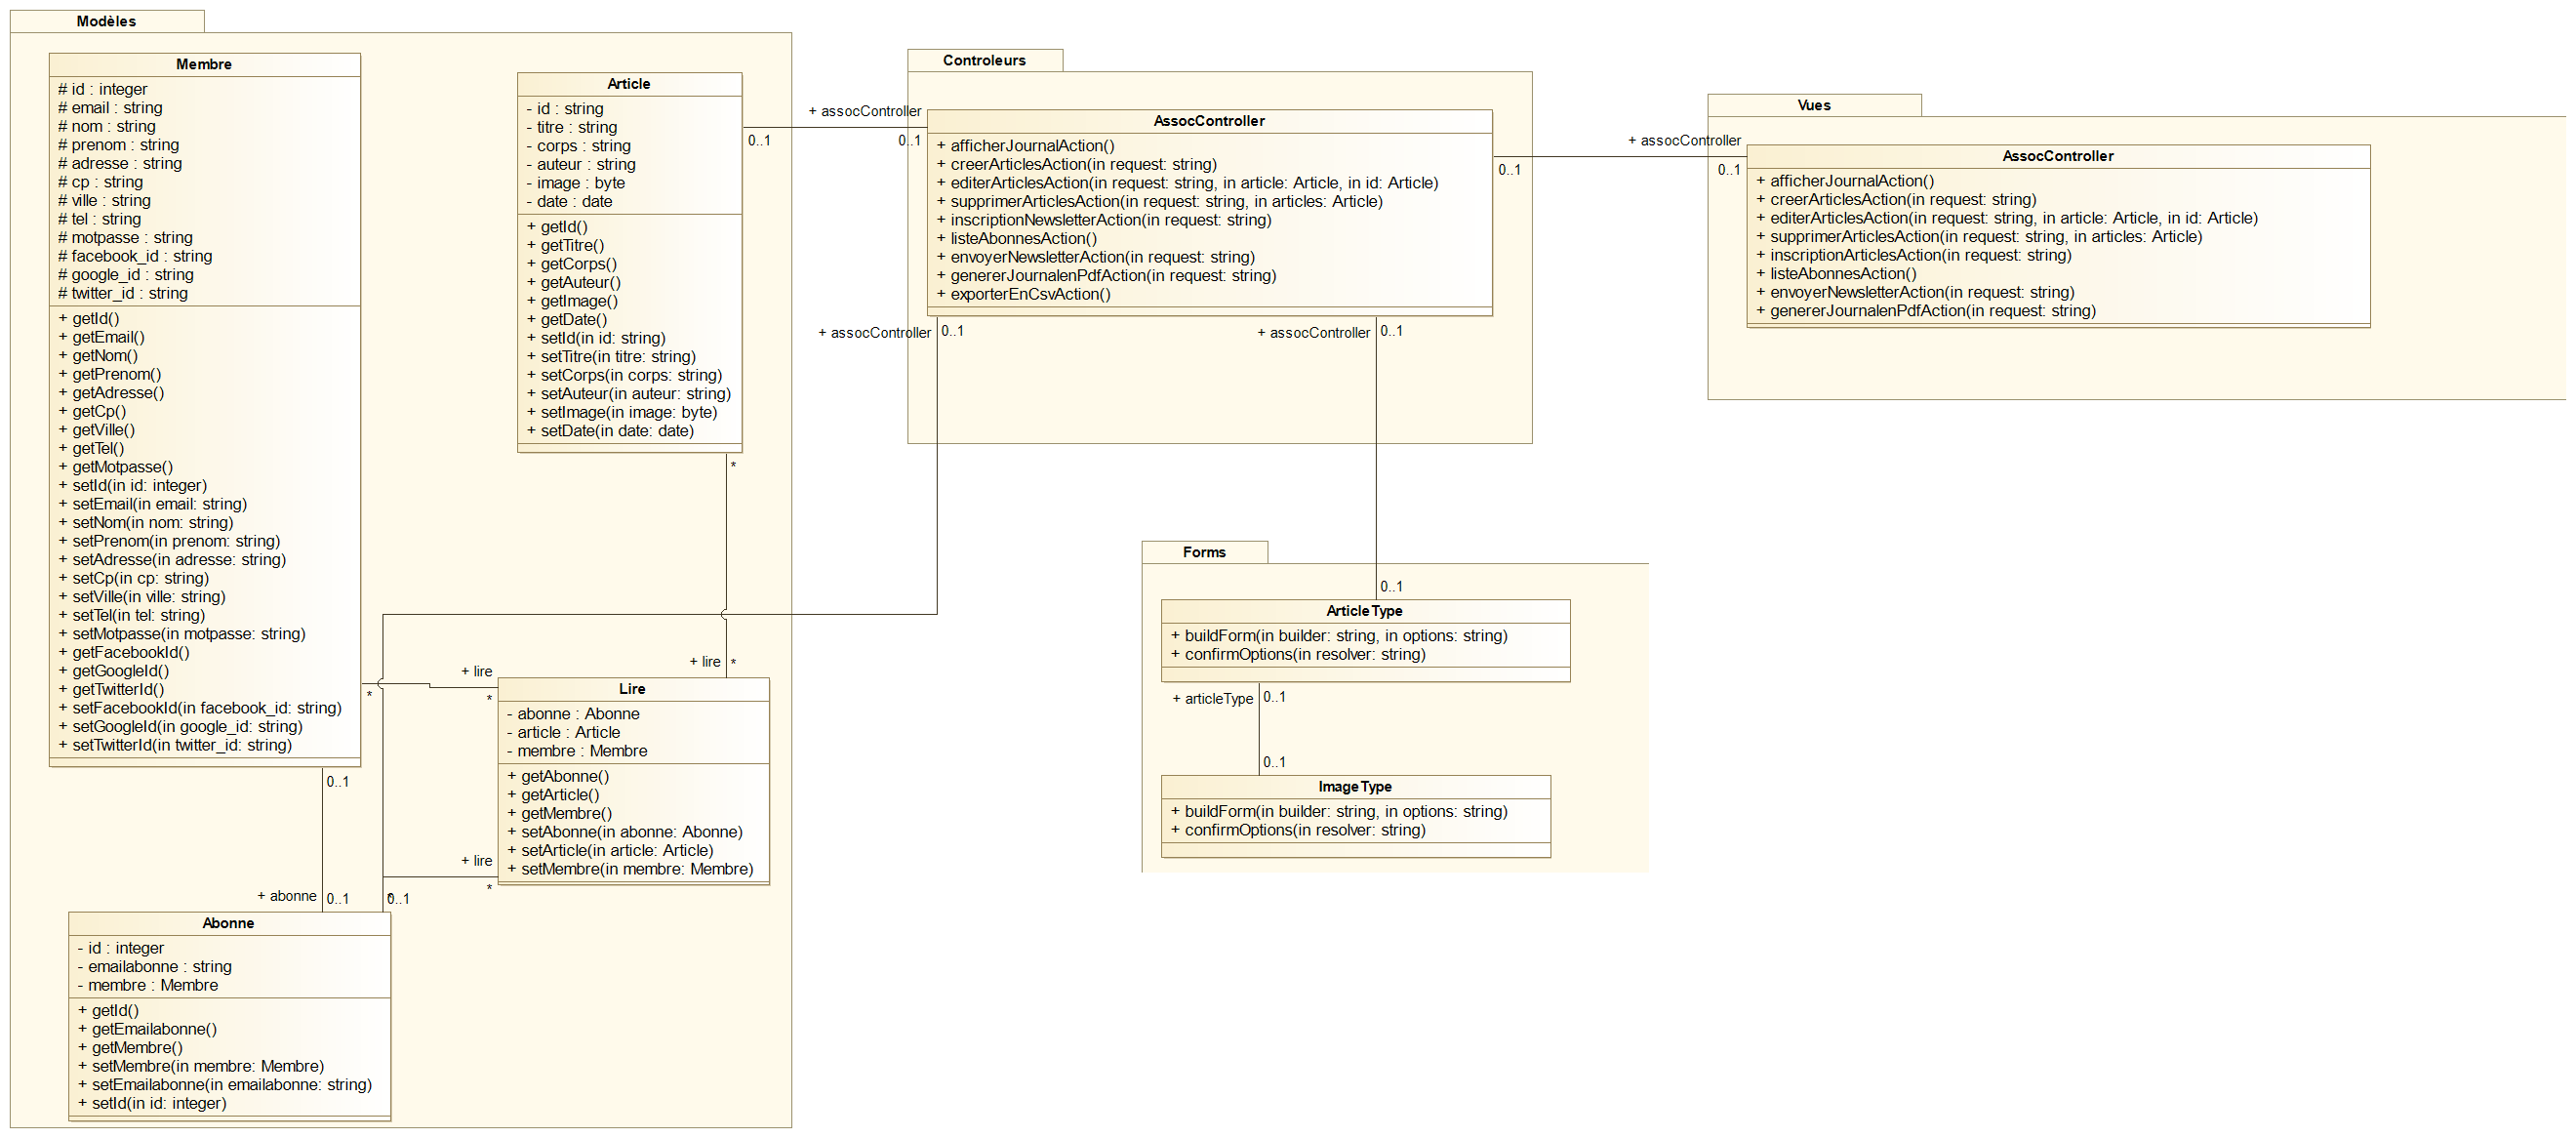 Modèles
Membre
# id : integer
# email : string
# nom : string
# prenom : string
# adresse : string
# cp : string
# ville : string
# tel : string
# motpasse : string
# facebook_id : string
# google_id : string
# twitter_id : string
+ getId()
+ getEmail()
+ getNom()
+ getPrenom()
+ getAdresse()
+ getCp()
+ getVille()
+ getTel()
+ getMotpasse()
+ setId(in id: integer)
+ setEmail(in email: string)
+ setNom(in nom: string)
+ setPrenom(in prenom: string)
+ setAdresse(in adresse: string)
+ setCp(in cp: string)
+ setVille(in ville: string)
+ setTel(in tel: string)
+ setMotpasse(in motpasse: string)
+ getFacebookId()
+ getGoogleId()
+ getTwitterId()
+ setFacebookId(in facebook_id: string)
+ setGoogleId(in google_id: string)
+ setTwitterId(in twitter_id: string)
Article
- id : string
- titre : string
- corps : string
- auteur : string
- image : byte
- date : date
+ getId()
+ getTitre()
+ getCorps()
+ getAuteur()
+ getImage()
+ getDate()
+ setId(in id: string)
+ setTitre(in titre: string)
+ setCorps(in corps: string)
+ setAuteur(in auteur: string)
+ setImage(in image: byte)
+ setDate(in date: date)
*
+ lire *
+ lire
* *
Lire
- abonne : Abonne
- article : Article
- membre : Membre
+ getAbonne()
+ getArticle()
+ getMembre()
+ setAbonne(in abonne: Abonne)
+ setArticle(in article: Article)
+ setMembre(in membre: Membre)
+ lire
*
0..1
+ abonne 0..1
* 0..1
Abonne
- id : integer
- emailabonne : string
- membre : Membre
+ getId()
+ getEmailabonne()
+ getMembre()
+ setMembre(in membre: Membre)
+ setEmailabonne(in emailabonne: string)
+ setId(in id: integer)
Controleurs
+ assocController
0..1 0..1
AssocController
+ afficherJournalAction()
+ creerArticlesAction(in request: string)
+ editerArticlesAction(in request: string, in article: Article, in id: Article)
+ supprimerArticlesAction(in request: string, in articles: Article)
+ inscriptionNewsletterAction(in request: string)
+ listeAbonnesAction()
+ envoyerNewsletterAction(in request: string)
+ genererJournalenPdfAction(in request: string)
+ exporterEnCsvAction()
+ assocController 0..1
+ assocController 0..1
Vues
+ assocController
0..1 0..1
AssocController
+ afficherJournalAction()
+ creerArticlesAction(in request: string)
+ editerArticlesAction(in request: string, in article: Article, in id: Article)
+ supprimerArticlesAction(in request: string, in articles: Article)
+ inscriptionArticlesAction(in request: string)
+ listeAbonnesAction()
+ envoyerNewsletterAction(in request: string)
+ genererJournalenPdfAction(in request: string)
Forms
0..1
ArticleType
+ buildForm(in builder: string, in options: string)
+ confirmOptions(in resolver: string)
+ articleType 0..1
0..1
ImageType
+ buildForm(in builder: string, in options: string)
+ confirmOptions(in resolver: string)